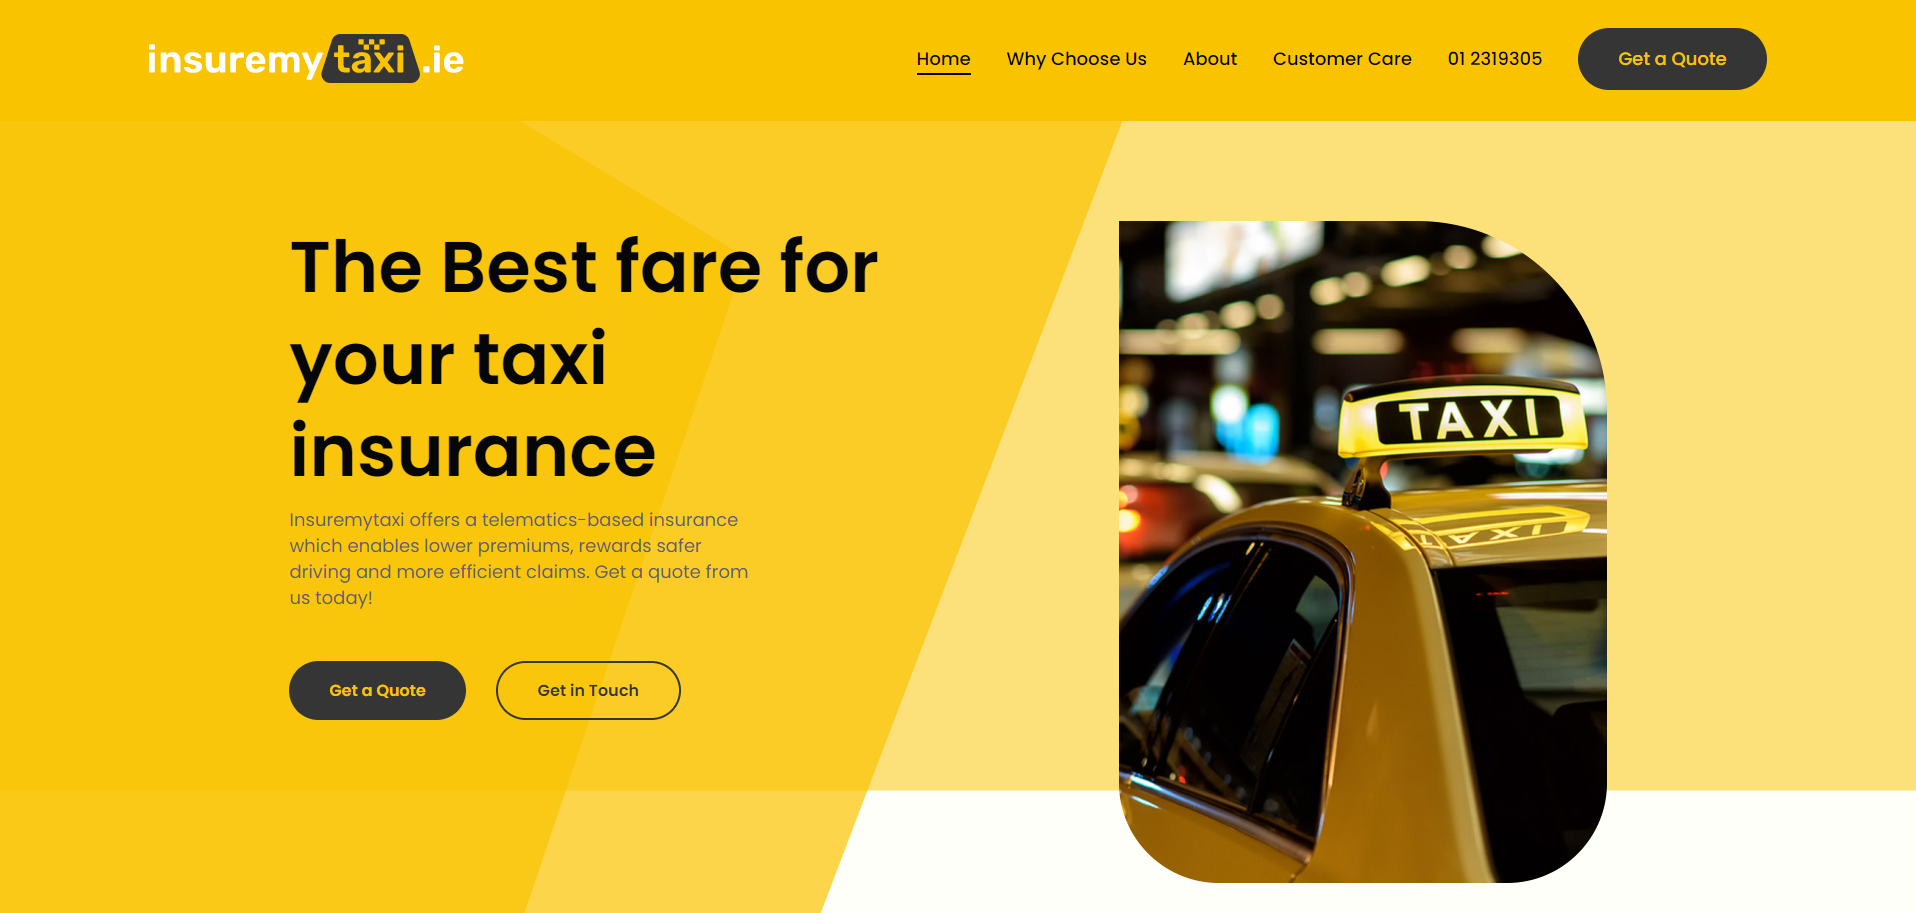 insuremytaxi.ie
Home Why Choose Us About Customer Care 01 2319305 Get a Quote
The Best fare for
your taxi
insurance
Insuremytaxi offers a telematics-based insurance
which enables lower premiums, rewards safer
driving and more efficient claims. Get a quote from
us today!
Get a Quote Get in Touch
TAXI